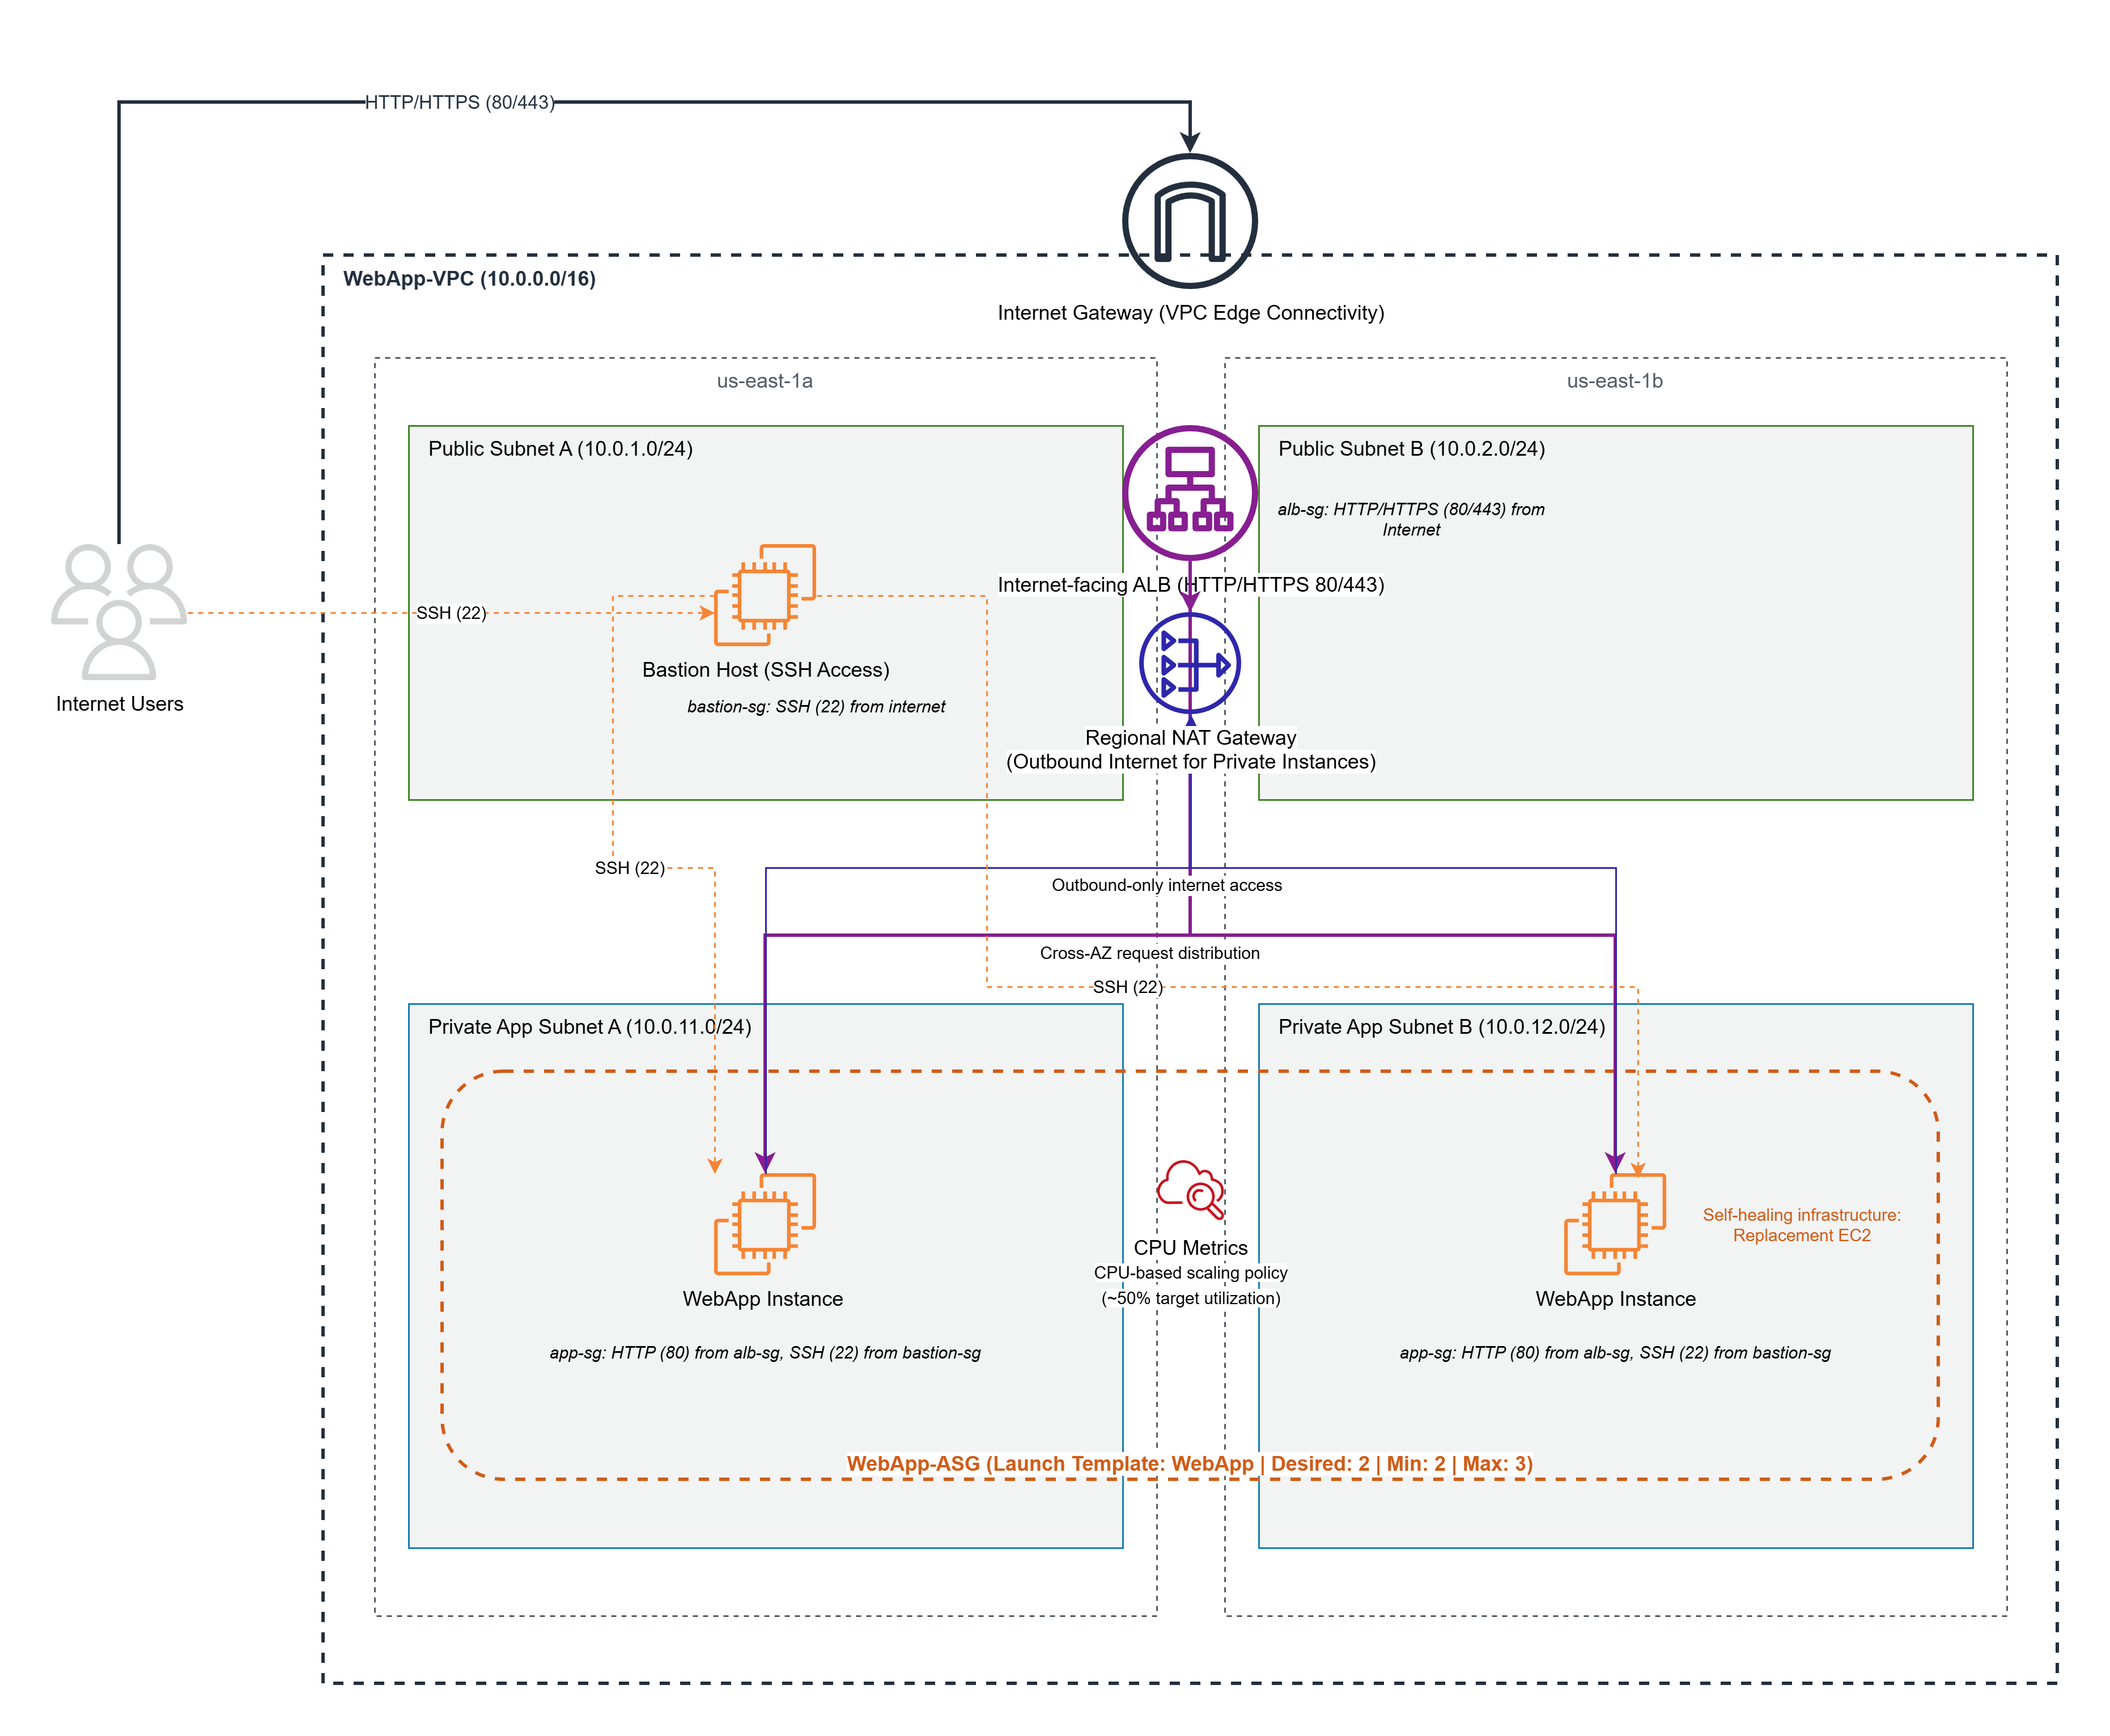 HTTP/HTTPS (80/443)
WebApp-VPC (10.0.0.0/16)
Internet Gateway (VPC Edge Connectivity)
us-east-1a
us-east-1b
Public Subnet A (10.0.1.0/24)
Public Subnet B (10.0.2.0/24)
alb-sg: HTTP/HTTPS (80/443) from
Internet
Internet-facing ALB (HTTP/HTTPS 80/443)
SSH (22)
Bastion Host (SSH Access)
bastion-sg: SSH (22) from internet
Internet Users
Regional NAT Gateway
(Outbound Internet for Private Instances)
SSH (22)
Outbound-only internet access
Cross-AZ request distribution
SSH (22)
Private App Subnet A (10.0.11.0/24)
Private App Subnet B (10.0.12.0/24)
Self-healing infrastructure:
Replacement EC2
CPU Metrics
CPU-based scaling policy
(~50% target utilization)
WebApp Instance
WebApp Instance
app-sg: HTTP (80) from alb-sg, SSH (22) from bastion-sg
app-sg: HTTP (80) from alb-sg, SSH (22) from bastion-sg
WebApp-ASG (Launch Template: WebApp | Desired: 2 | Min: 2 | Max: 3)